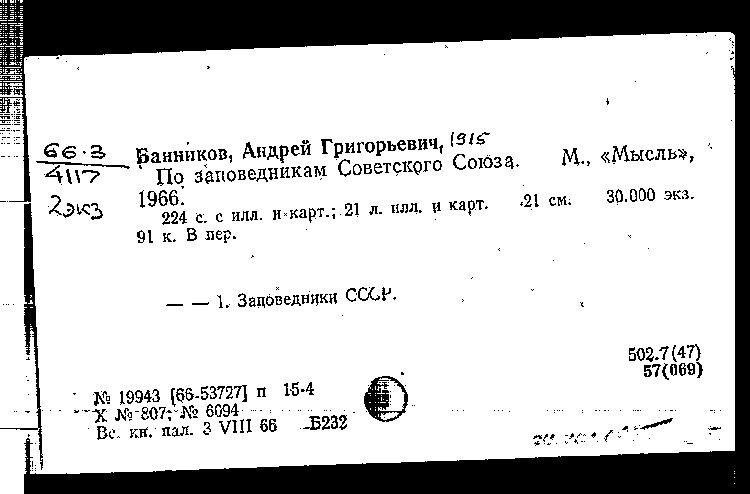 66-3
4117
2экз
Банников, Андрей Григорьевич, 1915
По заповедникам Советского Союза. М., «Мысль»,
1966.
224 с. с илл. и карт.; 21 л. илл. и карт. 21 см. 30.000 экз.
91 к. В пер.
— — 1. Заповедники СССР.
502.7(47)
57(069)
№ 19943 [66-53727] п 15-4
X № 807; № 6094
Вс. кн. пал. 3 VIII 66 Б232